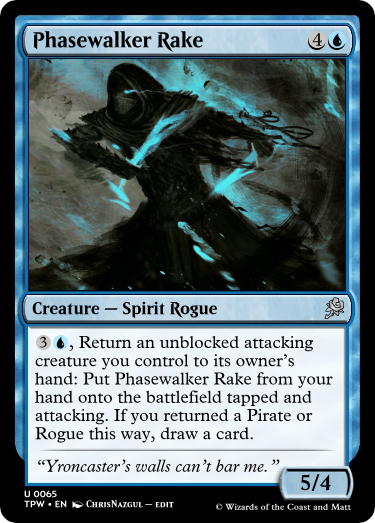 Phasewalker Rake 4
Creature — Spirit Rogue
3, Return an unblocked attacking
creature you control to its owner's
hand: Put Phasewalker Rake from your
hand onto the battlefield tapped and
attacking. If you returned a Pirate or
Rogue this way, draw a card.
“Yroncaster's walls can't bar me.”
5/4
U 0065
TPW • EN ChrisNazgul — edit
© Wizards of the Coast and Matt